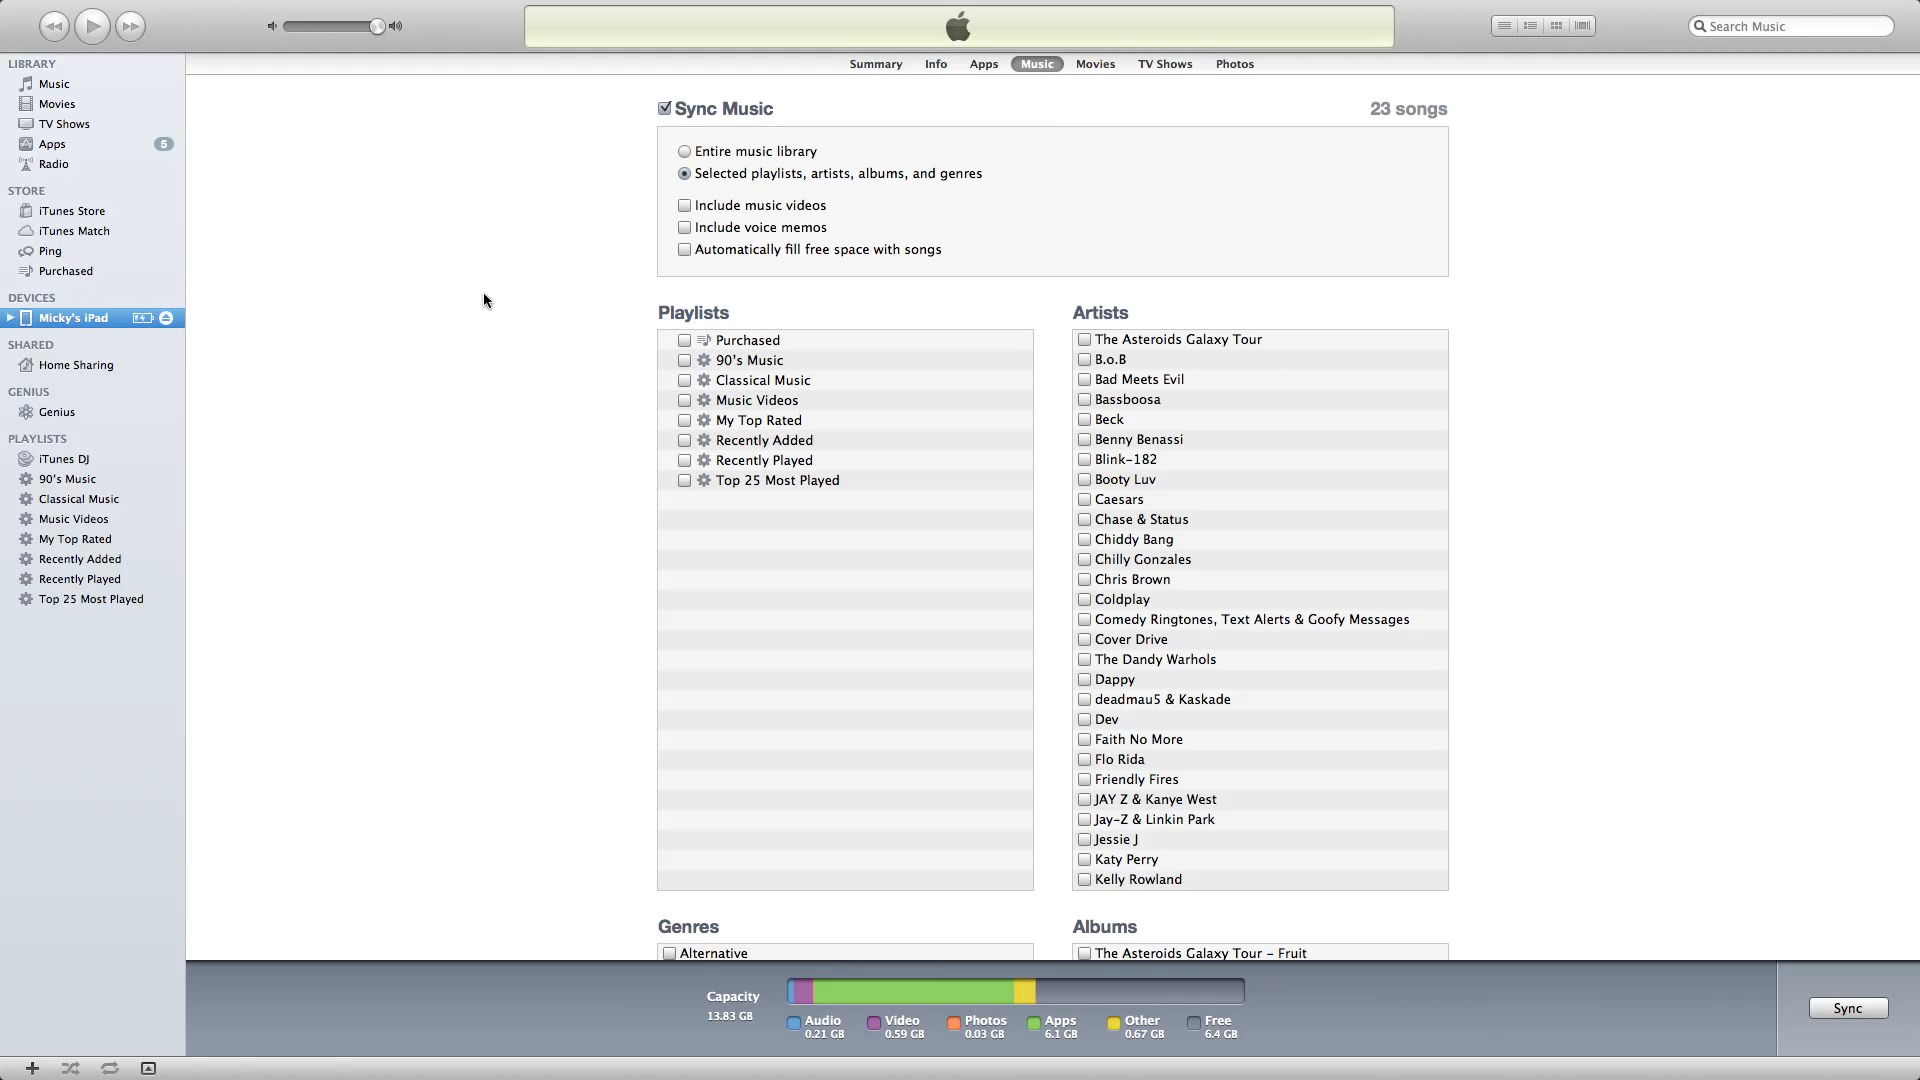 Search Music
LIBRARY
Music
Movies
TV Shows
Apps 5
Radio
STORE
iTunes Store
iTunes Match
Ping
Purchased
DEVICES
Micky's iPad
SHARED
Home Sharing
GENIUS
Genius
PLAYLISTS
iTunes DJ
90's Music
Classical Music
Music Videos
My Top Rated
Recently Added
Recently Played
Top 25 Most Played
Summary Info Apps Music Movies TV Shows Photos
Sync Music 23 songs
Entire music library
Selected playlists, artists, albums, and genres
Include music videos
Include voice memos
Automatically fill free space with songs
Playlists
Purchased
90's Music
Classical Music
Music Videos
My Top Rated
Recently Added
Recently Played
Top 25 Most Played
Artists
The Asteroids Galaxy Tour
B.o.B
Bad Meets Evil
Bassboosa
Beck
Benny Benassi
Blink-182
Booty Luv
Caesars
Chase & Status
Chiddy Bang
Chilly Gonzales
Chris Brown
Coldplay
Comedy Ringtones, Text Alerts & Goofy Messages
Cover Drive
The Dandy Warhols
Dappy
deadmau5 & Kaskade
Dev
Faith No More
Flo Rida
Friendly Fires
JAY Z & Kanye West
Jay-Z & Linkin Park
Jessie J
Katy Perry
Kelly Rowland
Genres
Alternative
Albums
The Asteroids Galaxy Tour - Fruit
Capacity
13.83 GB
Audio Video Photos Apps Other Free
0.21 GB 0.59 GB 0.03 GB 6.1 GB 0.67 GB 6.4 GB
Sync